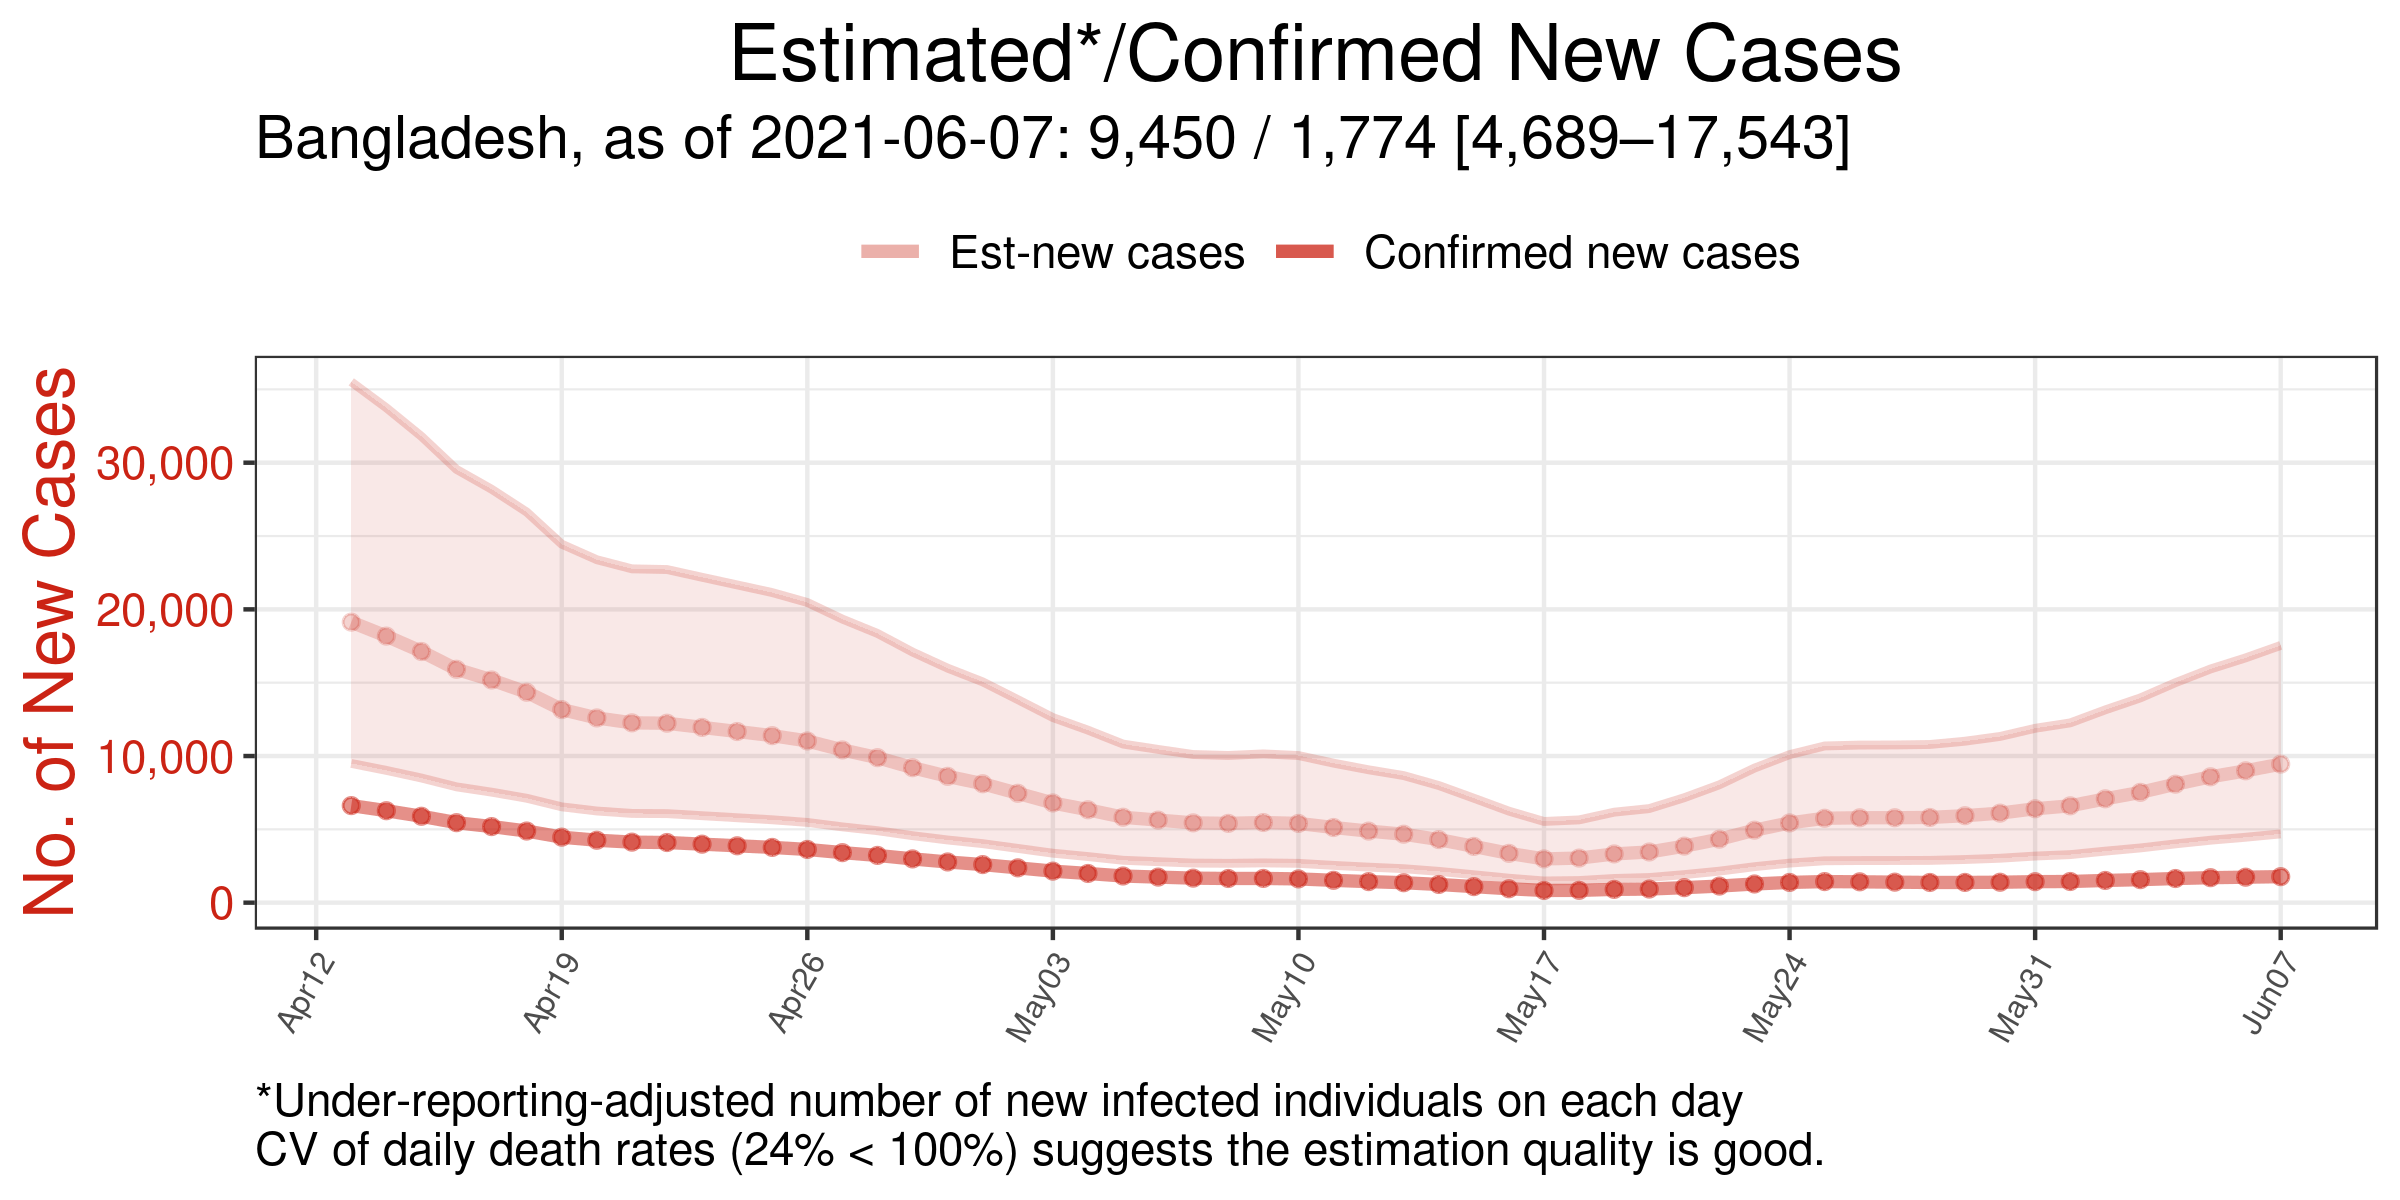 Estimated*/Confirmed New Cases
Bangladesh, as of 2021-06-07: 9,450 / 1,774 [4,689–17,543]
Est-new cases Confirmed new cases
No. of New Cases
30,000
20,000
10,000
0
Apr12 Apr19 Apr26 May03 May10 May17 May24 May31 Jun07
*Under-reporting-adjusted number of new infected individuals on each day
CV of daily death rates (24% < 100%) suggests the estimation quality is good.